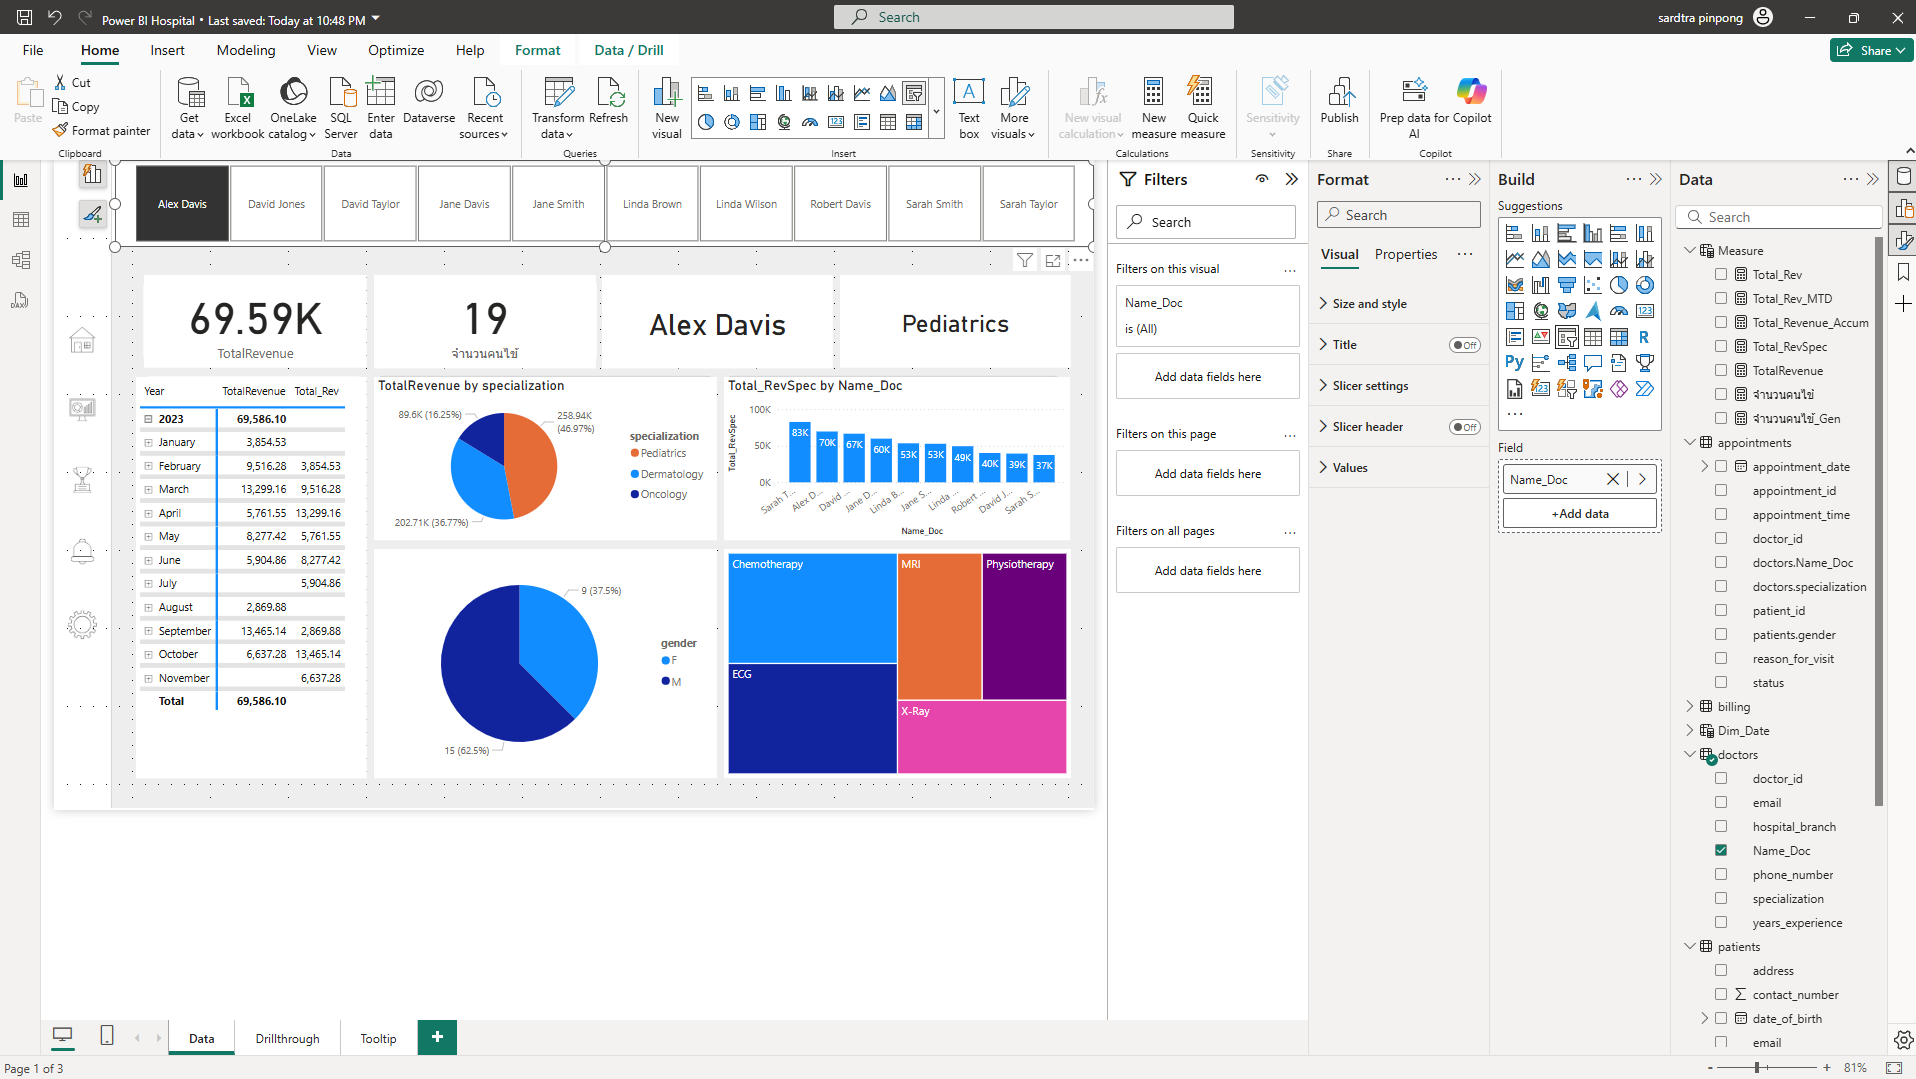 Power BI Hospital • Last saved: Today at 10:48 PM
Search
sardtra pinpong
File
Home
Insert
Modeling
View
Optimize
Help
Format
Data / Drill
Share
Paste
Cut
Copy
Format painter
Get data
Excel workbook
OneLake catalog
SQL Server
Enter data
Dataverse
Recent sources
Transform data
Refresh
New visual
Text box
More visuals
New visual calculation
New measure
Quick measure
Sensitivity
Publish
Prep data for AI
Copilot
Clipboard
Data
Queries
Insert
Calculations
Sensitivity
Share
Copilot
Alex Davis
David Jones
David Taylor
Jane Davis
Jane Smith
Linda Brown
Linda Wilson
Robert Davis
Sarah Smith
Sarah Taylor
69.59K
TotalRevenue
19
จำนวนคนไข้
Alex Davis
Pediatrics
Year TotalRevenue Total_Rev
2023 69,586.10
January 3,854.53
February 9,516.28 3,854.53
March 13,299.16 9,516.28
April 5,761.55 13,299.16
May 8,277.42 5,761.55
June 5,904.86 8,277.42
July 5,904.86
August 2,869.88
September 13,465.14 2,869.88
October 6,637.28 13,465.14
November 6,637.28
Total 69,586.10
TotalRevenue by specialization
89.6K (16.25%)
258.94K (46.97%)
202.71K (36.77%)
specialization
Pediatrics
Dermatology
Oncology
Total_RevSpec by Name_Doc
Total_RevSpec
100K
50K
0K
83K
70K
67K
60K
53K
53K
49K
40K
39K
37K
Sarah T...
Alex D...
David ...
Jane D...
Linda B...
Jane S...
Linda ...
Robert ...
David J...
Sarah S...
Name_Doc
9 (37.5%)
15 (62.5%)
gender
F
M
Chemotherapy
ECG
MRI
Physiotherapy
X-Ray
Filters
Search
Filters on this visual
Name_Doc
is (All)
Add data fields here
Filters on this page
Add data fields here
Filters on all pages
Add data fields here
Format
Search
Visual
Properties
Size and style
Title
Off
Slicer settings
Slicer header
Off
Values
Build
Suggestions
Field
Name_Doc
+Add data
Data
Search
Measure
Total_Rev
Total_Rev_MTD
Total_Revenue_Accum
Total_RevSpec
TotalRevenue
จำนวนคนไข้
จำนวนคนไข้_Gen
appointments
appointment_date
appointment_id
appointment_time
doctor_id
doctors.Name_Doc
doctors.specialization
patient_id
patients.gender
reason_for_visit
status
billing
Dim_Date
doctors
doctor_id
email
hospital_branch
Name_Doc
phone_number
specialization
years_experience
patients
address
contact_number
date_of_birth
email
Data
Drillthrough
Tooltip
Page 1 of 3
81%